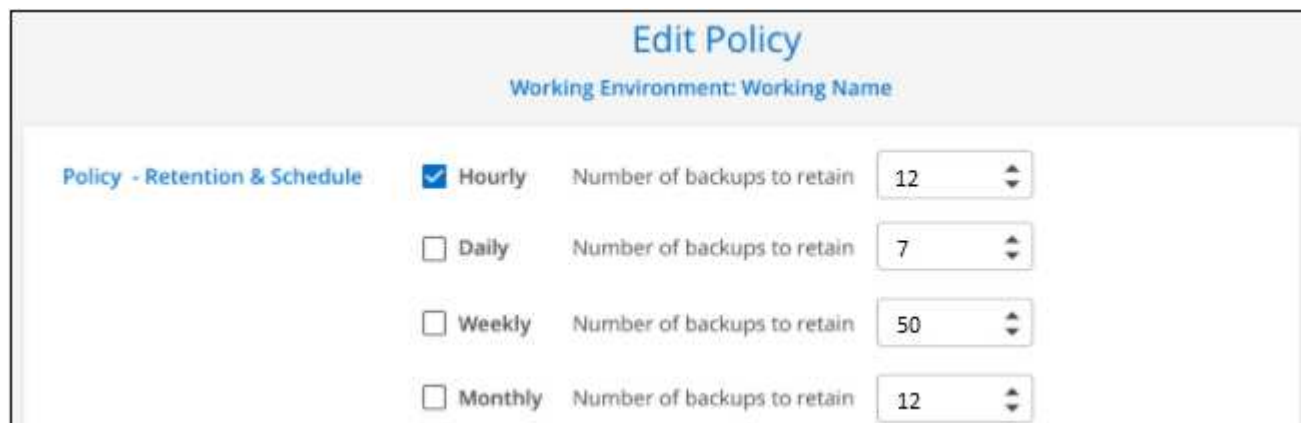 Edit Policy
Working Environment: Working Name
Policy - Retention & Schedule Hourly Number of backups to retain 12
Daily Number of backups to retain 7
Weekly Number of backups to retain 50
Monthly Number of backups to retain 12